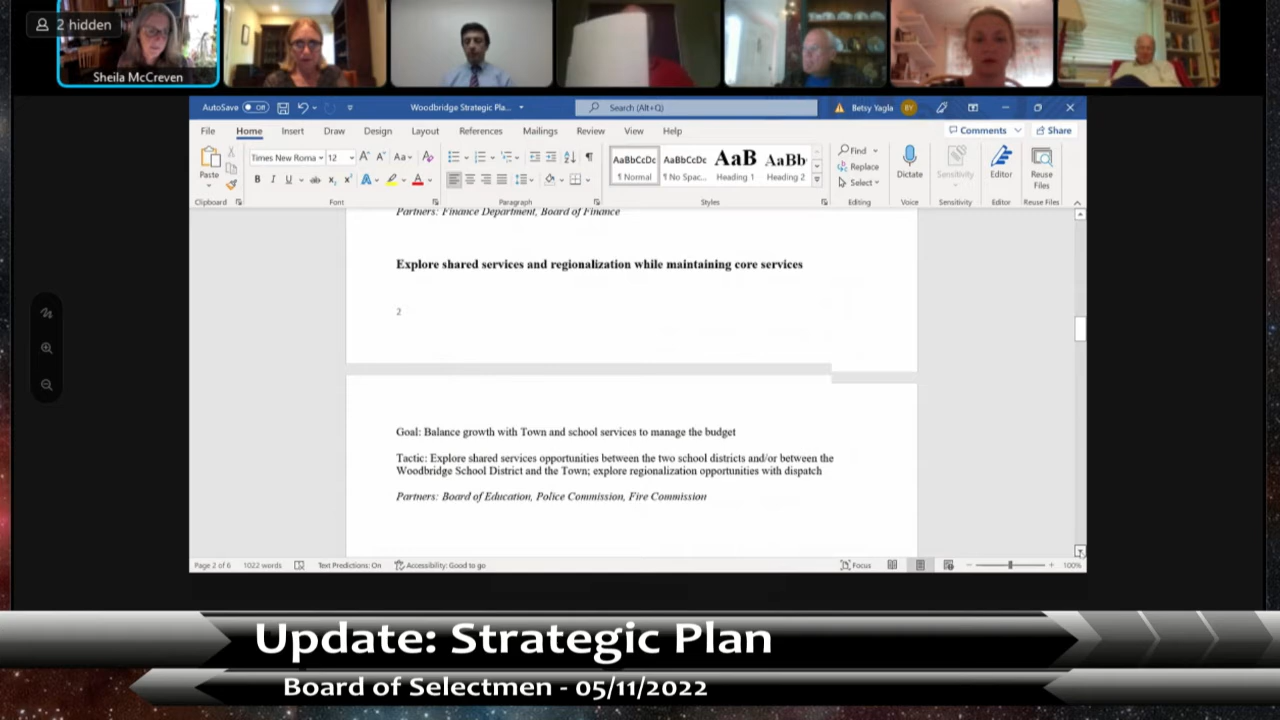 2 hidden
Sheila McCreven
AutoSave Off
Woodbridge Strategic Pla...
Search (Alt+Q)
Betsy Yagla BY
File Home Insert Draw Design Layout References Mailings Review View Help
Comments Share
Paste
Times New Roma 12
Aa
B I U ab x₂ x² A A
AaBbCcDc AaBbCcDc AaB AaBb
¶ Normal ¶ No Spac... Heading 1 Heading 2
Find
Replace
Select
Dictate
Sensitivity
Editor
Reuse
Files
Clipboard Font Paragraph Styles Editing Voice Sensitivity Editor Reuse Files
Partners: Finance Department, Board of Finance
Explore shared services and regionalization while maintaining core services
2
Goal: Balance growth with Town and school services to manage the budget
Tactic: Explore shared services opportunities between the two school districts and/or between the
Woodbridge School District and the Town; explore regionalization opportunities with dispatch
Partners: Board of Education, Police Commission, Fire Commission
Page 2 of 6 1022 words Text Predictions: On Accessibility: Good to go Focus 100%
Update: Strategic Plan
Board of Selectmen - 05/11/2022